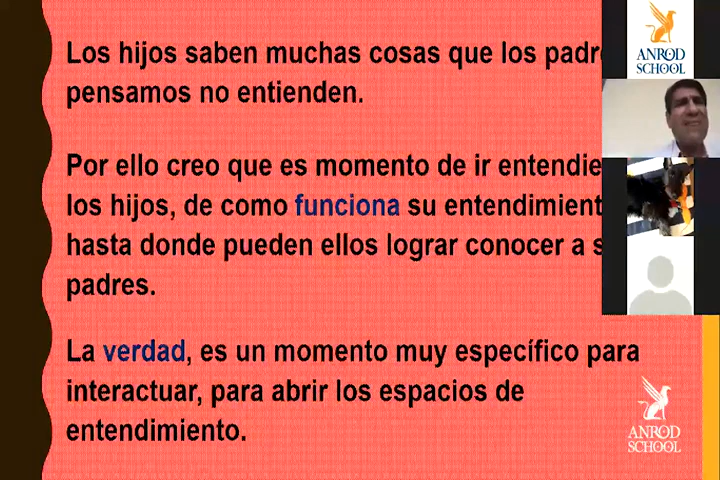 Los hijos saben muchas cosas que los padr
pensamos no entienden.
Por ello creo que es momento de ir entendie
los hijos, de como funciona su entendimient
hasta donde pueden ellos lograr conocer a s
padres.
La verdad, es un momento muy específico para
interactuar, para abrir los espacios de
entendimiento.
ANROD
SCHOOL
ANROD
SCHOOL